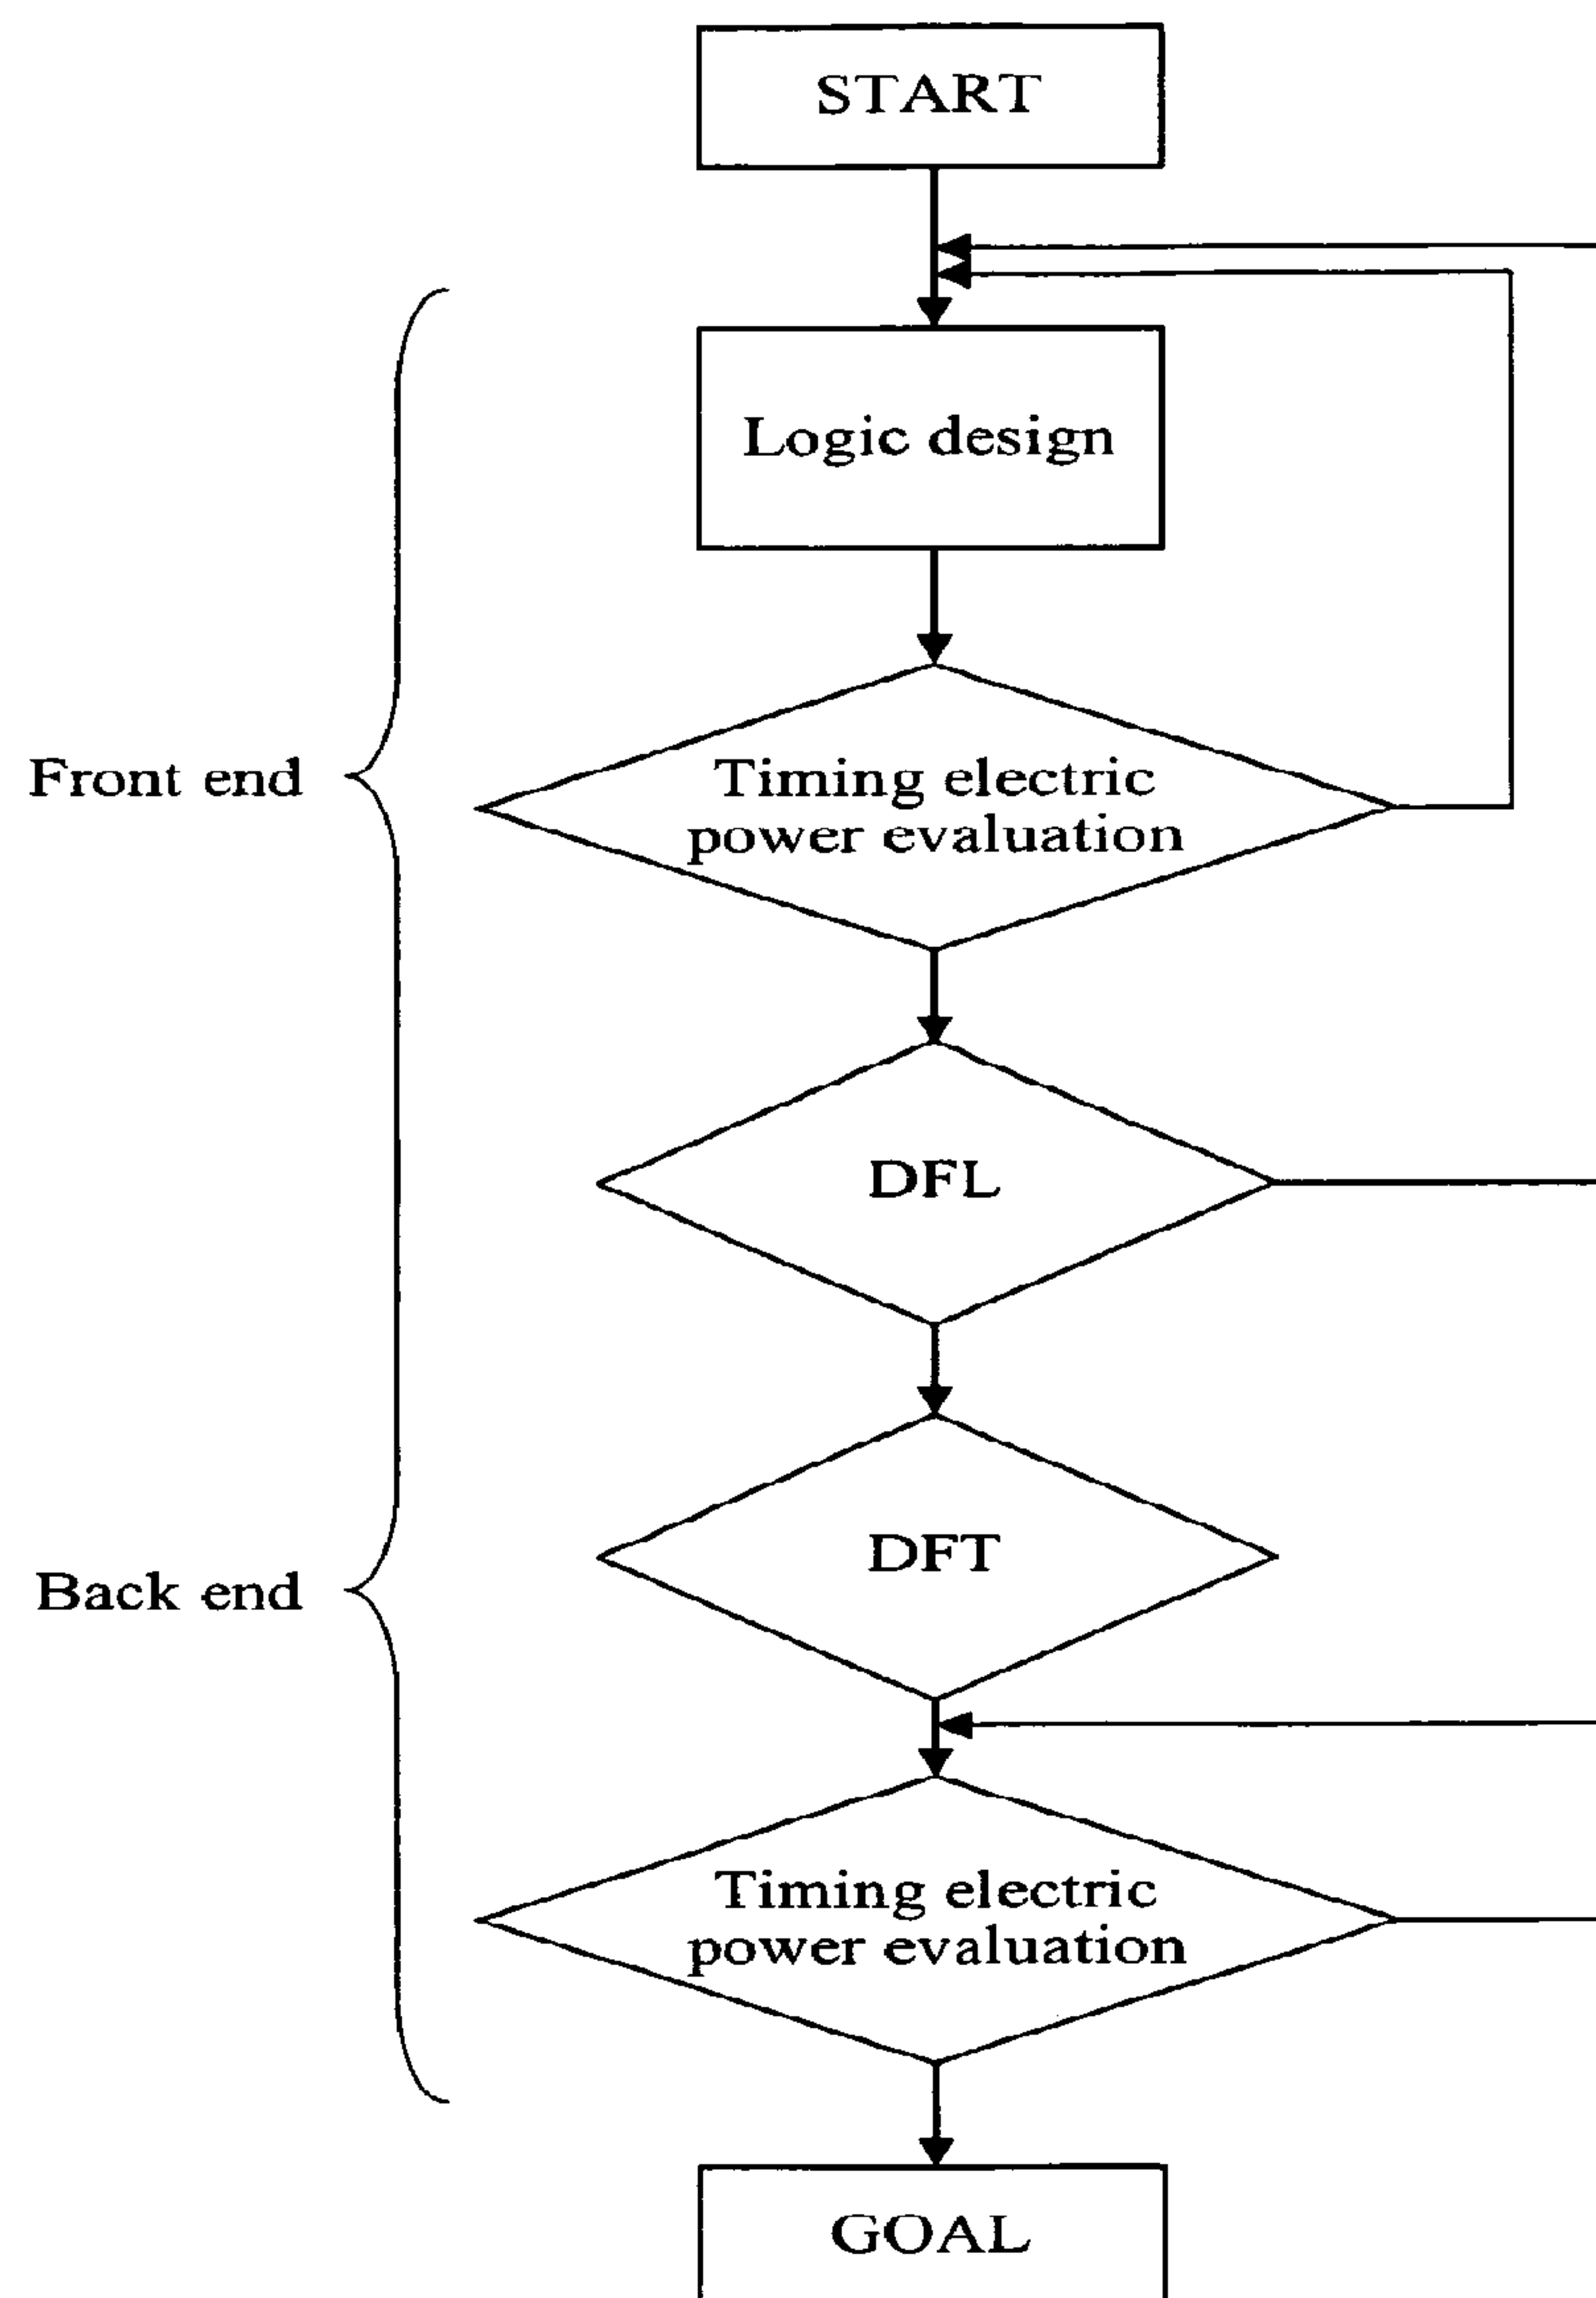 START
Logic design
Front end
Timing electric
power evaluation
DFL
DFT
Back end
Timing electric
power evaluation
GOAL